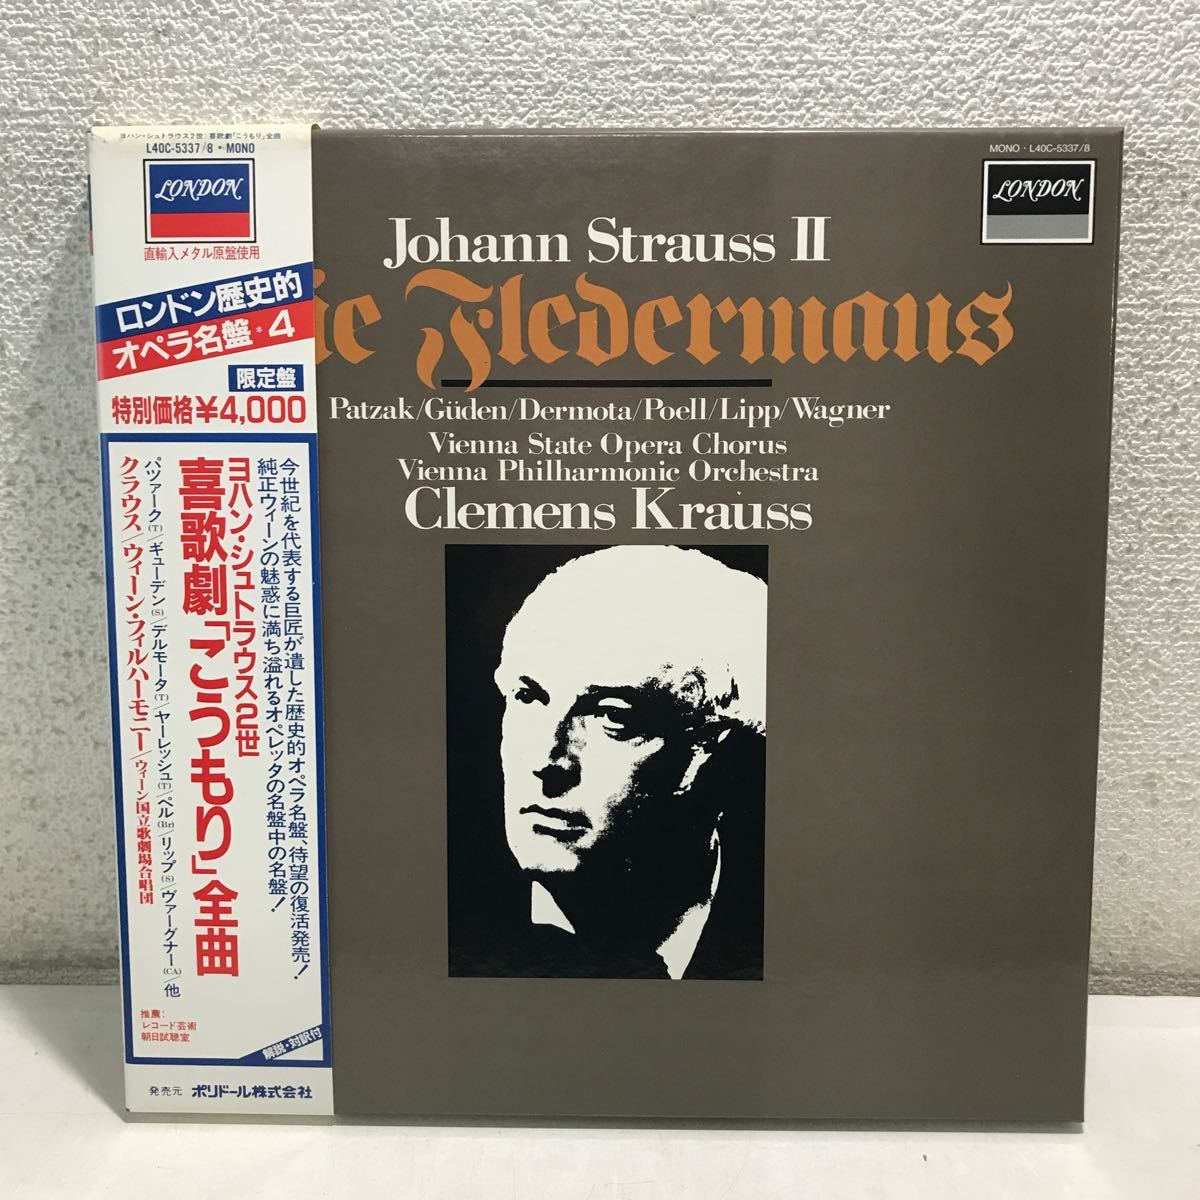 ヨハン・シュトラウス2世:喜歌劇「こうもり」全曲
L40C-5337/8・MONO
LONDON
直輸入メタル原盤使用
ロンドン歴史的
オペラ名盤*4
限定盤
特別価格¥4,000
今世紀を代表する巨匠が遺した歴史的オペラ名盤、待望の復活発売!
純正ウィーンの魅惑に満ち溢れるオペレッタの名盤中の名盤!
ヨハン・シュトラウス2世
喜歌劇「こうもり」全曲
パツァーク(T)/ギューデン(S)/デルモータ(T)/ヤーレッシュ(T)/ペル(Br)/リップ(S)/ヴァーグナー(CA)/他
クラウス/ウィーン・フィルハーモニー/ウィーン国立歌劇場合唱団
推薦:
レコード芸術
朝日試聴室
解説・対訳付
発売元 ポリドール株式会社
MONO・L40C-5337/8
LONDON
Johann Strauss II
ie Fledermaus
Patzak/Güden/Dermota/Poell/Lipp/Wagner
Vienna State Opera Chorus
Vienna Philharmonic Orchestra
Clemens Krauss